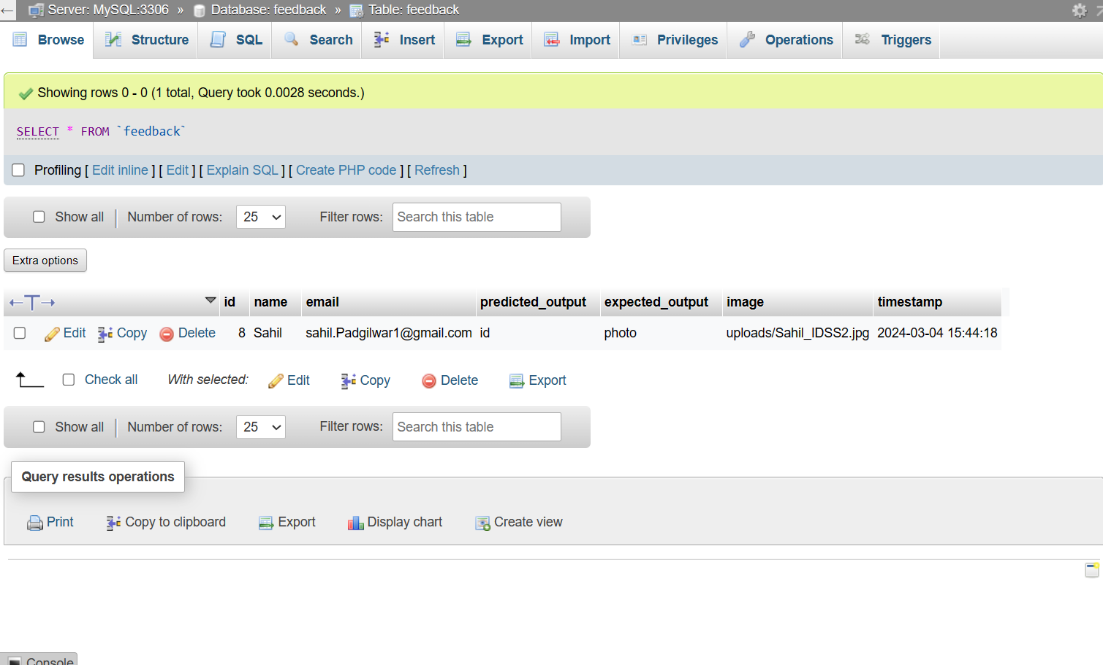 Server: MySQL:3306 » Database: feedback » Table: feedback
Browse Structure SQL Search Insert Export Import Privileges Operations Triggers
Showing rows 0 - 0 (1 total, Query took 0.0028 seconds.)
SELECT * FROM `feedback`
Profiling [ Edit inline ] [ Edit ] [ Explain SQL ] [ Create PHP code ] [ Refresh ]
Show all Number of rows: 25 Filter rows: Search this table
Extra options
id name email predicted_output expected_output image timestamp
Edit Copy Delete 8 Sahil sahil.Padgilwar1@gmail.com id photo uploads/Sahil_IDSS2.jpg 2024-03-04 15:44:18
Check all With selected: Edit Copy Delete Export
Show all Number of rows: 25 Filter rows: Search this table
Query results operations
Print Copy to clipboard Export Display chart Create view
Console